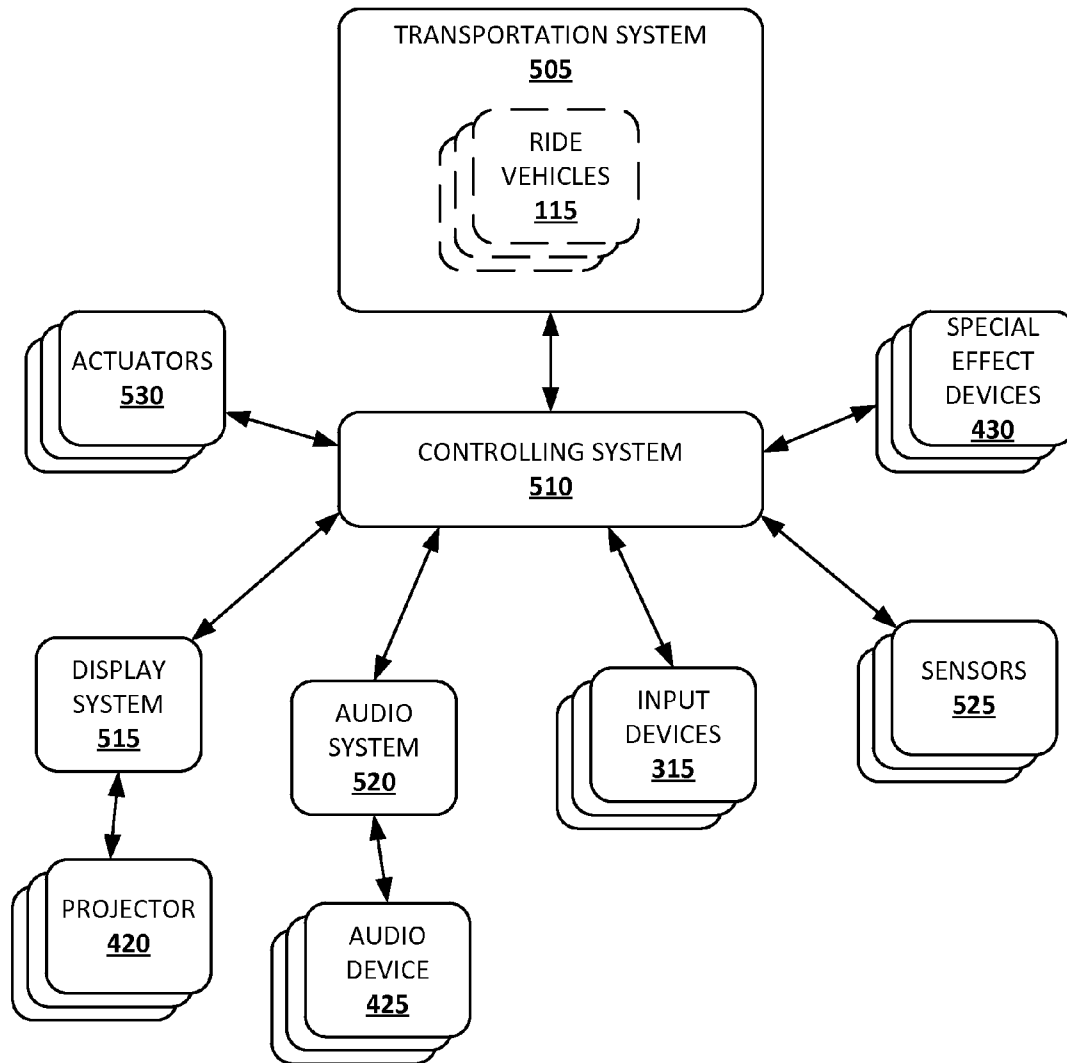 TRANSPORTATION SYSTEM
505
RIDE
VEHICLES
115
ACTUATORS
530
SPECIAL
EFFECT
DEVICES
430
CONTROLLING SYSTEM
510
DISPLAY
SYSTEM
515
AUDIO
SYSTEM
520
INPUT
DEVICES
315
SENSORS
525
PROJECTOR
420
AUDIO
DEVICE
425